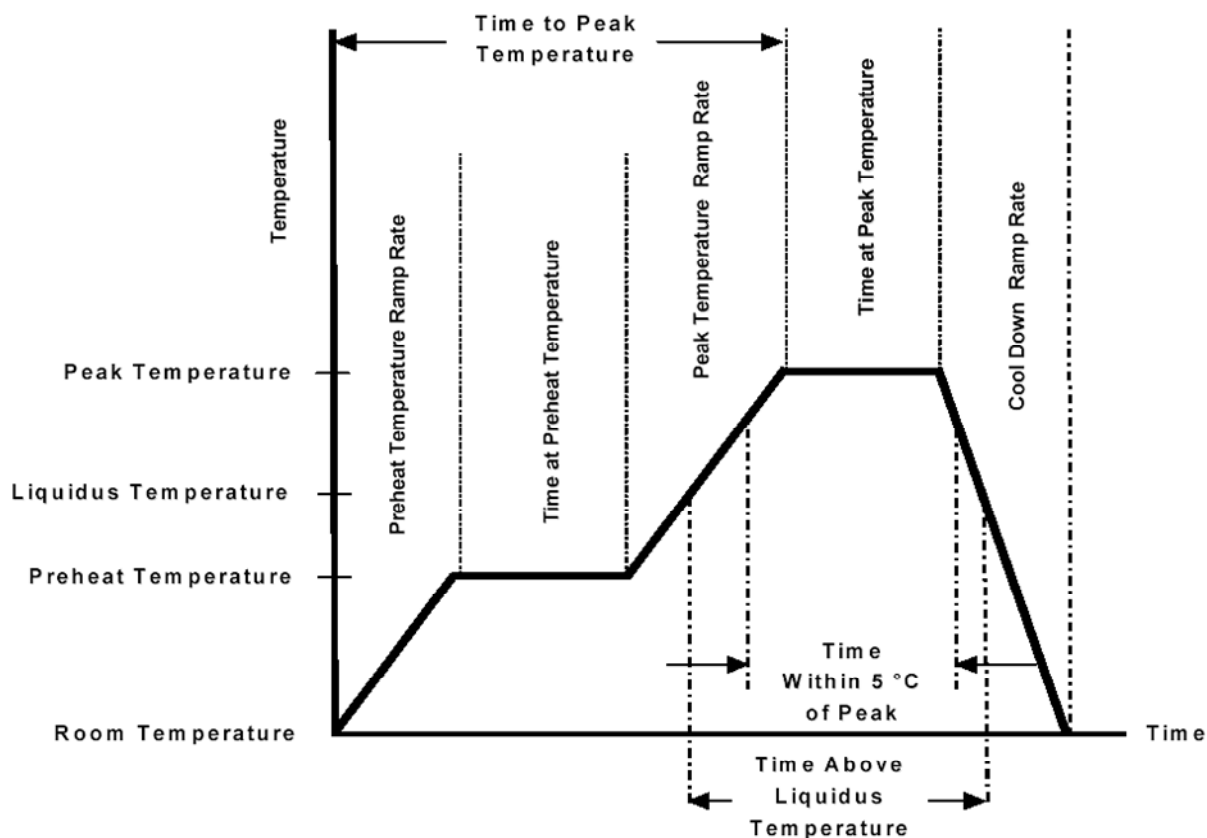 Time to Peak
Temperature
Temperature
Preheat Temperature Ramp Rate
Time at Preheat Temperature
Peak Temperature Ramp Rate
Time at Peak Temperature
Cool Down Ramp Rate
Peak Temperature
Liquidus Temperature
Preheat Temperature
Room Temperature
Time
Within 5 °C
of Peak
Time
Time Above
Liquidus
Temperature